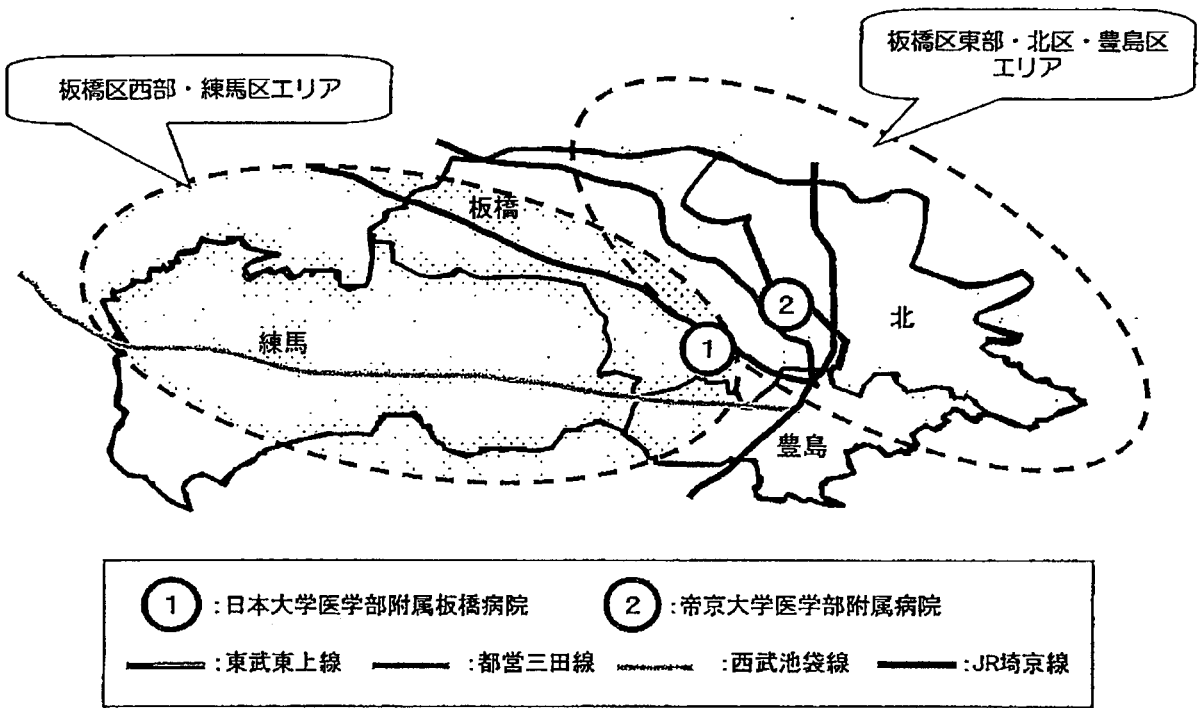 板橋区東部・北区・豊島区
エリア
板橋区西部・練馬区エリア
板橋
練馬
北
豊島
1
2
1 :日本大学医学部附属板橋病院
2 :帝京大学医学部附属病院
:東武東上線
:都営三田線
:西武池袋線
:JR埼京線